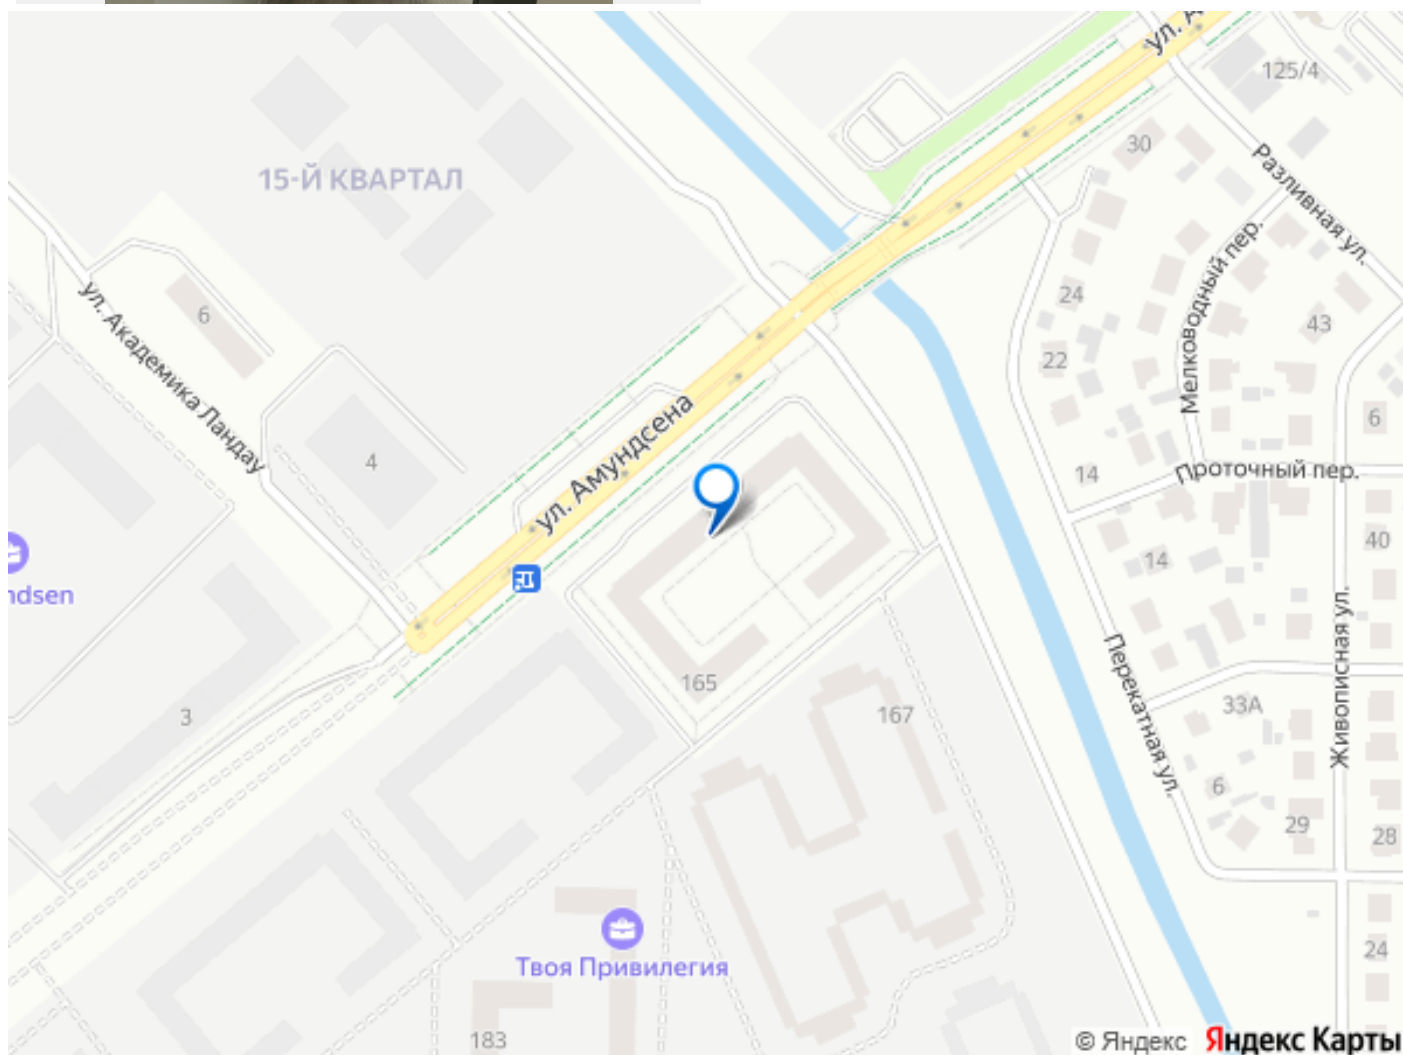 ул. А
125/4
30
Разливная ул.
15-Й КВАРТАЛ
Мелководный пер.
24
6
43
ул. Академика Ландау
22
ул. Амундсена
6
4
14
Проточный пер.
40
14
ndsen
Живописная ул.
Перекатная ул.
165
3
167
33А
6
29
28
Твоя Привилегия
24
183
© Яндекс Яндекс Карты